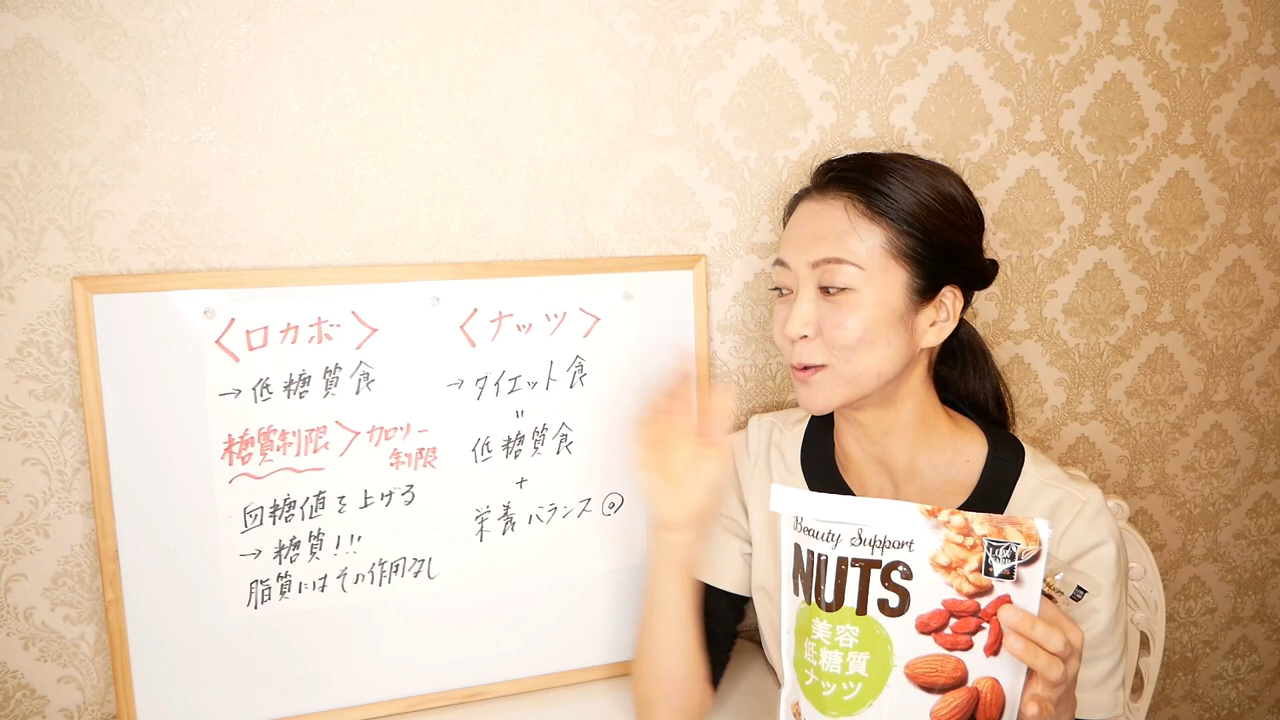 〈ロカボ〉
→低糖質食
糖質制限＞カロリー
制限
血糖値を上げる
→糖質!!!
脂質にはその作用なし
〈ナッツ〉
→ダイエット食
"
低糖質食
+
栄養バランス◎
Beauty Support
NUTS
美容
低糖質
ナッツ
LOW
CARB